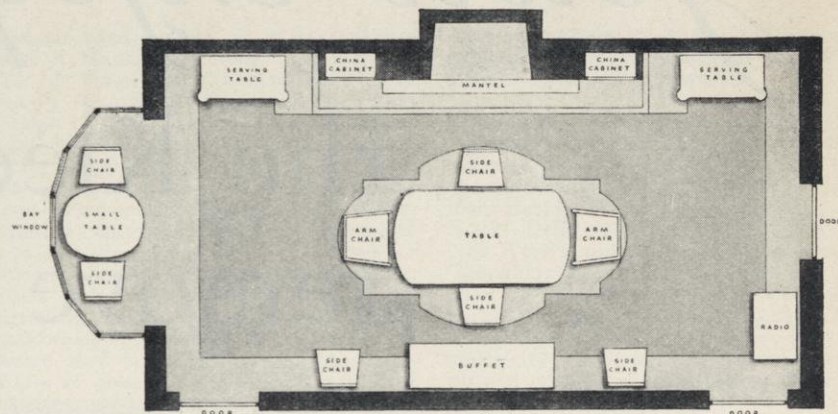 CHINA
CABINET
CHINA
CABINET
SERVING
TABLE
SERVING
TABLE
MANTEL
SIDE
CHAIR
SIDE
CHAIR
BAY
WINDOW
SMALL
TABLE
ARM
CHAIR
TABLE
ARM
CHAIR
DOOR
SIDE
CHAIR
SIDE
CHAIR
RADIO
SIDE
CHAIR
BUFFET
SIDE
CHAIR
DOOR
DOOR